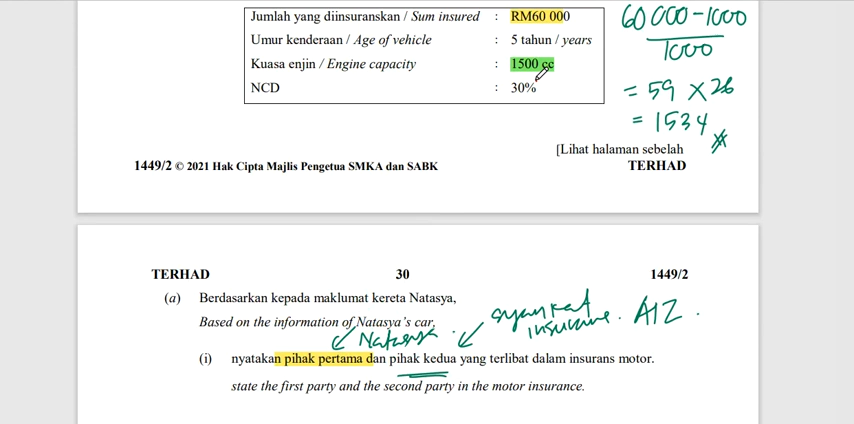 Jumlah yang diinsuranskan / Sum insured : RM60 000
Umur kenderaan / Age of vehicle : 5 tahun / years
Kuasa enjin / Engine capacity : 1500 cc
NCD : 30%
60 000 - 1000
1000
= 59 × 26
= 1534
[Lihat halaman sebelah
1449/2 © 2021 Hak Cipta Majlis Pengetua SMKA dan SABK TERHAD
TERHAD 30 1449/2
(a) Berdasarkan kepada maklumat kereta Natasya,
Based on the information of Natasya's car,
Natasya.
syarikat insurans. AIZ.
(i) nyatakan pihak pertama dan pihak kedua yang terlibat dalam insurans motor.
state the first party and the second party in the motor insurance.